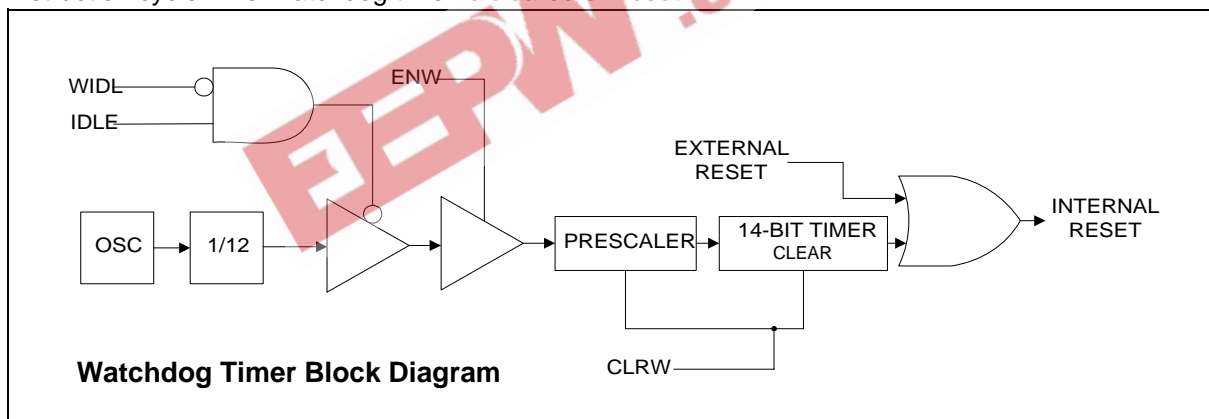 WIDL
IDLE
ENW
EEPW
EXTERNAL
RESET
OSC
1/12
PRESCALER
14-BIT TIMER
CLEAR
INTERNAL
RESET
CLRW
Watchdog Timer Block Diagram